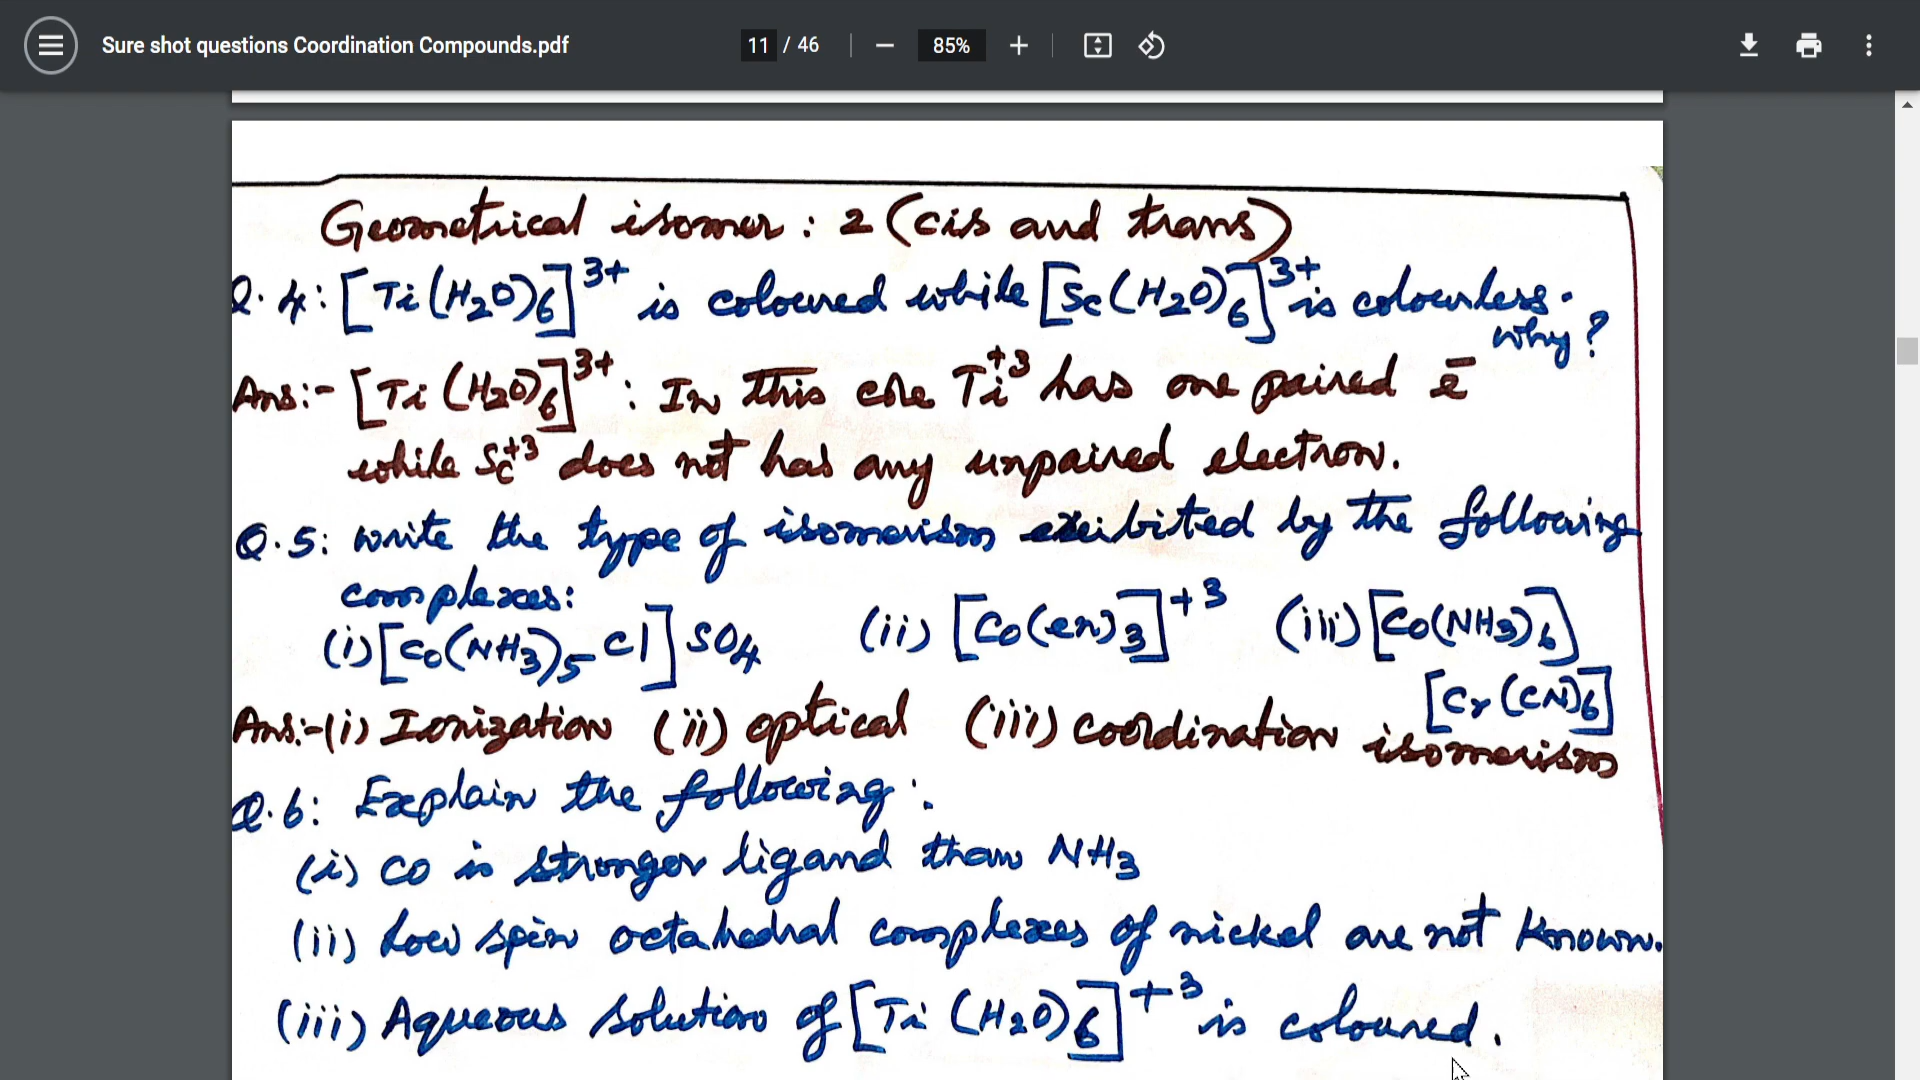 Sure shot questions Coordination Compounds.pdf
11 / 46
85%
Geometrical isomer : 2 (cis and trans)
Q.4: [Ti(H2O)6]3+ is coloured while [Sc(H2O)6]3+ is colourless.
why?
Ans:- [Ti(H2O)6]3+ : In this case Ti+3 has one paired e̅
while Sc+3 does not has any unpaired electron.
Q.5: write the type of isomerism exibited by the following
complexes:
(i) [Co(NH3)5 Cl] SO4 (ii) [Co(en)3]+3 (iii) [Co(NH3)6]
[Cr(CN)6]
Ans:-(i) Ionization (ii) optical (iii) coordination isomerism
Q.6: Explain the following:
(i) CO is stronger ligand than NH3
(ii) Low spin octahedral complexes of nickel are not known.
(iii) Aqueous solution of [Ti(H2O)6]+3 is coloured.